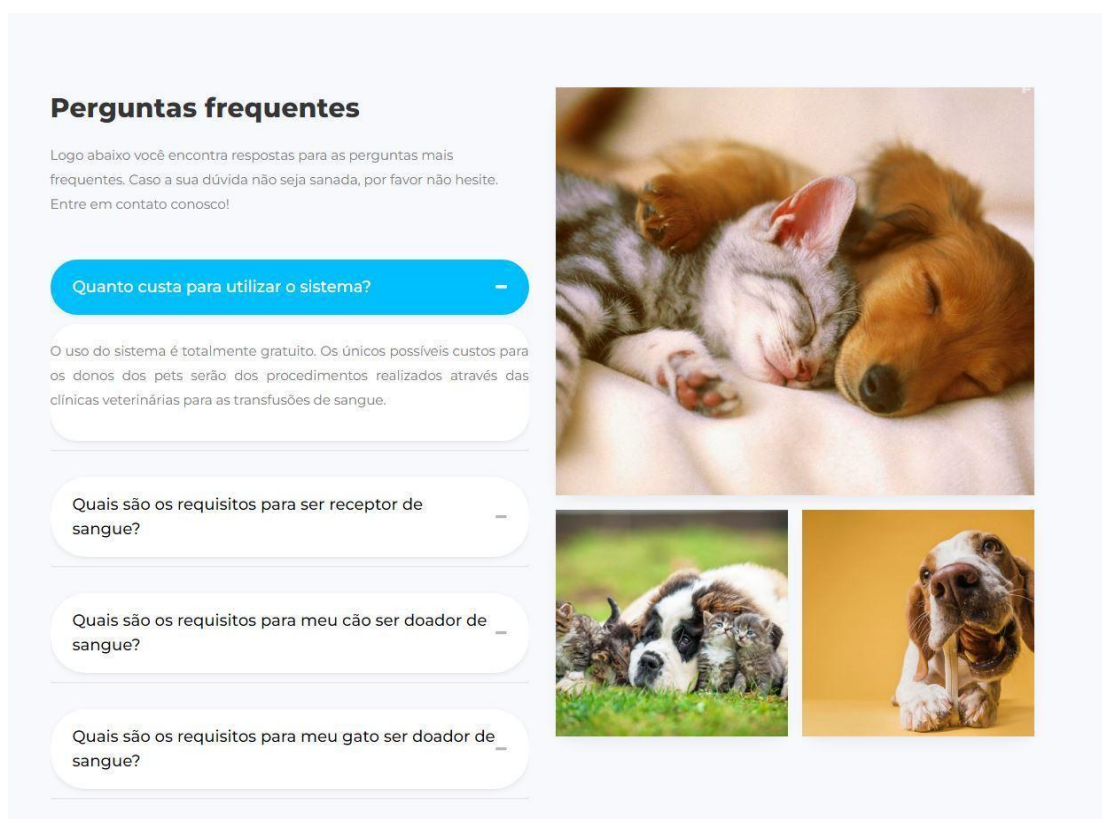 Perguntas frequentes
Logo abaixo você encontra respostas para as perguntas mais
frequentes. Caso a sua dúvida não seja sanada, por favor não hesite.
Entre em contato conosco!
Quanto custa para utilizar o sistema?
O uso do sistema é totalmente gratuito. Os únicos possíveis custos para
os donos dos pets serão dos procedimentos realizados através das
clínicas veterinárias para as transfusões de sangue.
Quais são os requisitos para ser receptor de
sangue?
Quais são os requisitos para meu cão ser doador de
sangue?
Quais são os requisitos para meu gato ser doador de
sangue?